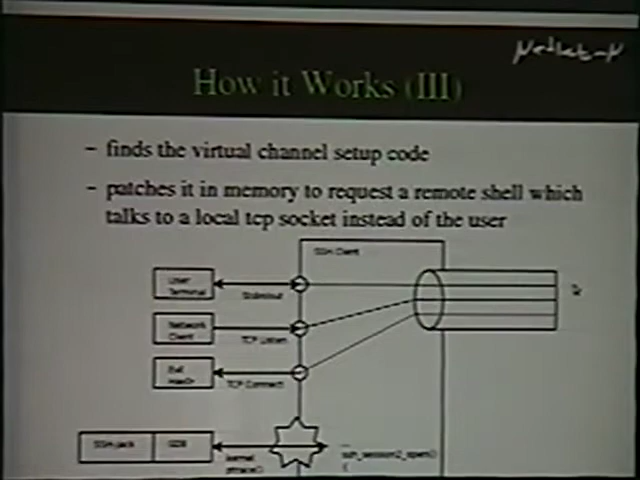 How it Works (III)
– finds the virtual channel setup code
– patches it in memory to request a remote shell which
talks to a local tcp socket instead of the user
SSH Client
User
Terminal
Stdin/out
Network
Client
TCP Listen
Evil
Hax0r
TCP Connect
SSH-jack
GDB
kernel
ptrace()
ssh_session2_open()
{